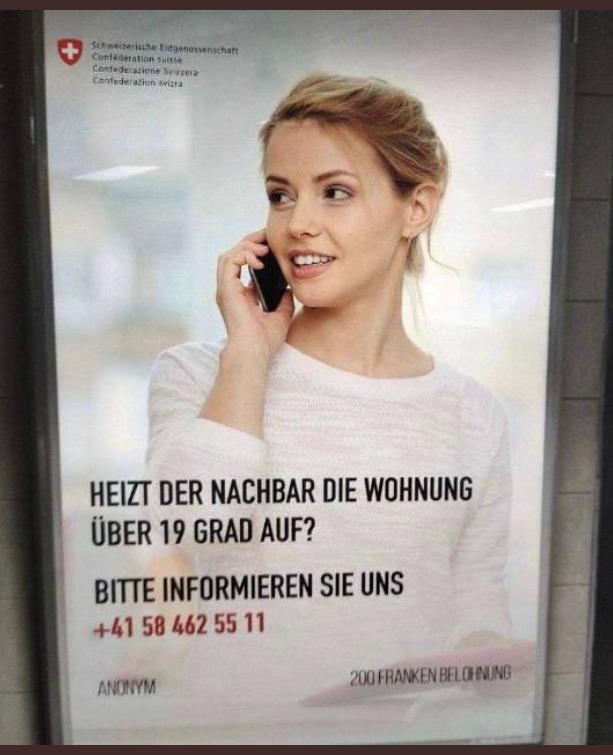 Schweizerische Eidgenossenschaft
Confédération suisse
Confederazione Svizzera
Confederaziun svizra
HEIZT DER NACHBAR DIE WOHNUNG
ÜBER 19 GRAD AUF?
BITTE INFORMIEREN SIE UNS
+41 58 462 55 11
ANONYM
200 FRANKEN BELOHNUNG